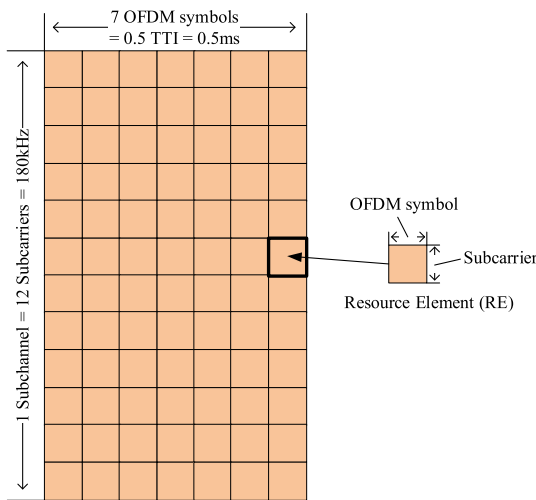 7 OFDM symbols
= 0.5 TTI = 0.5ms
1 Subchannel = 12 Subcarriers = 180kHz
OFDM symbol
Subcarrier
Resource Element (RE)